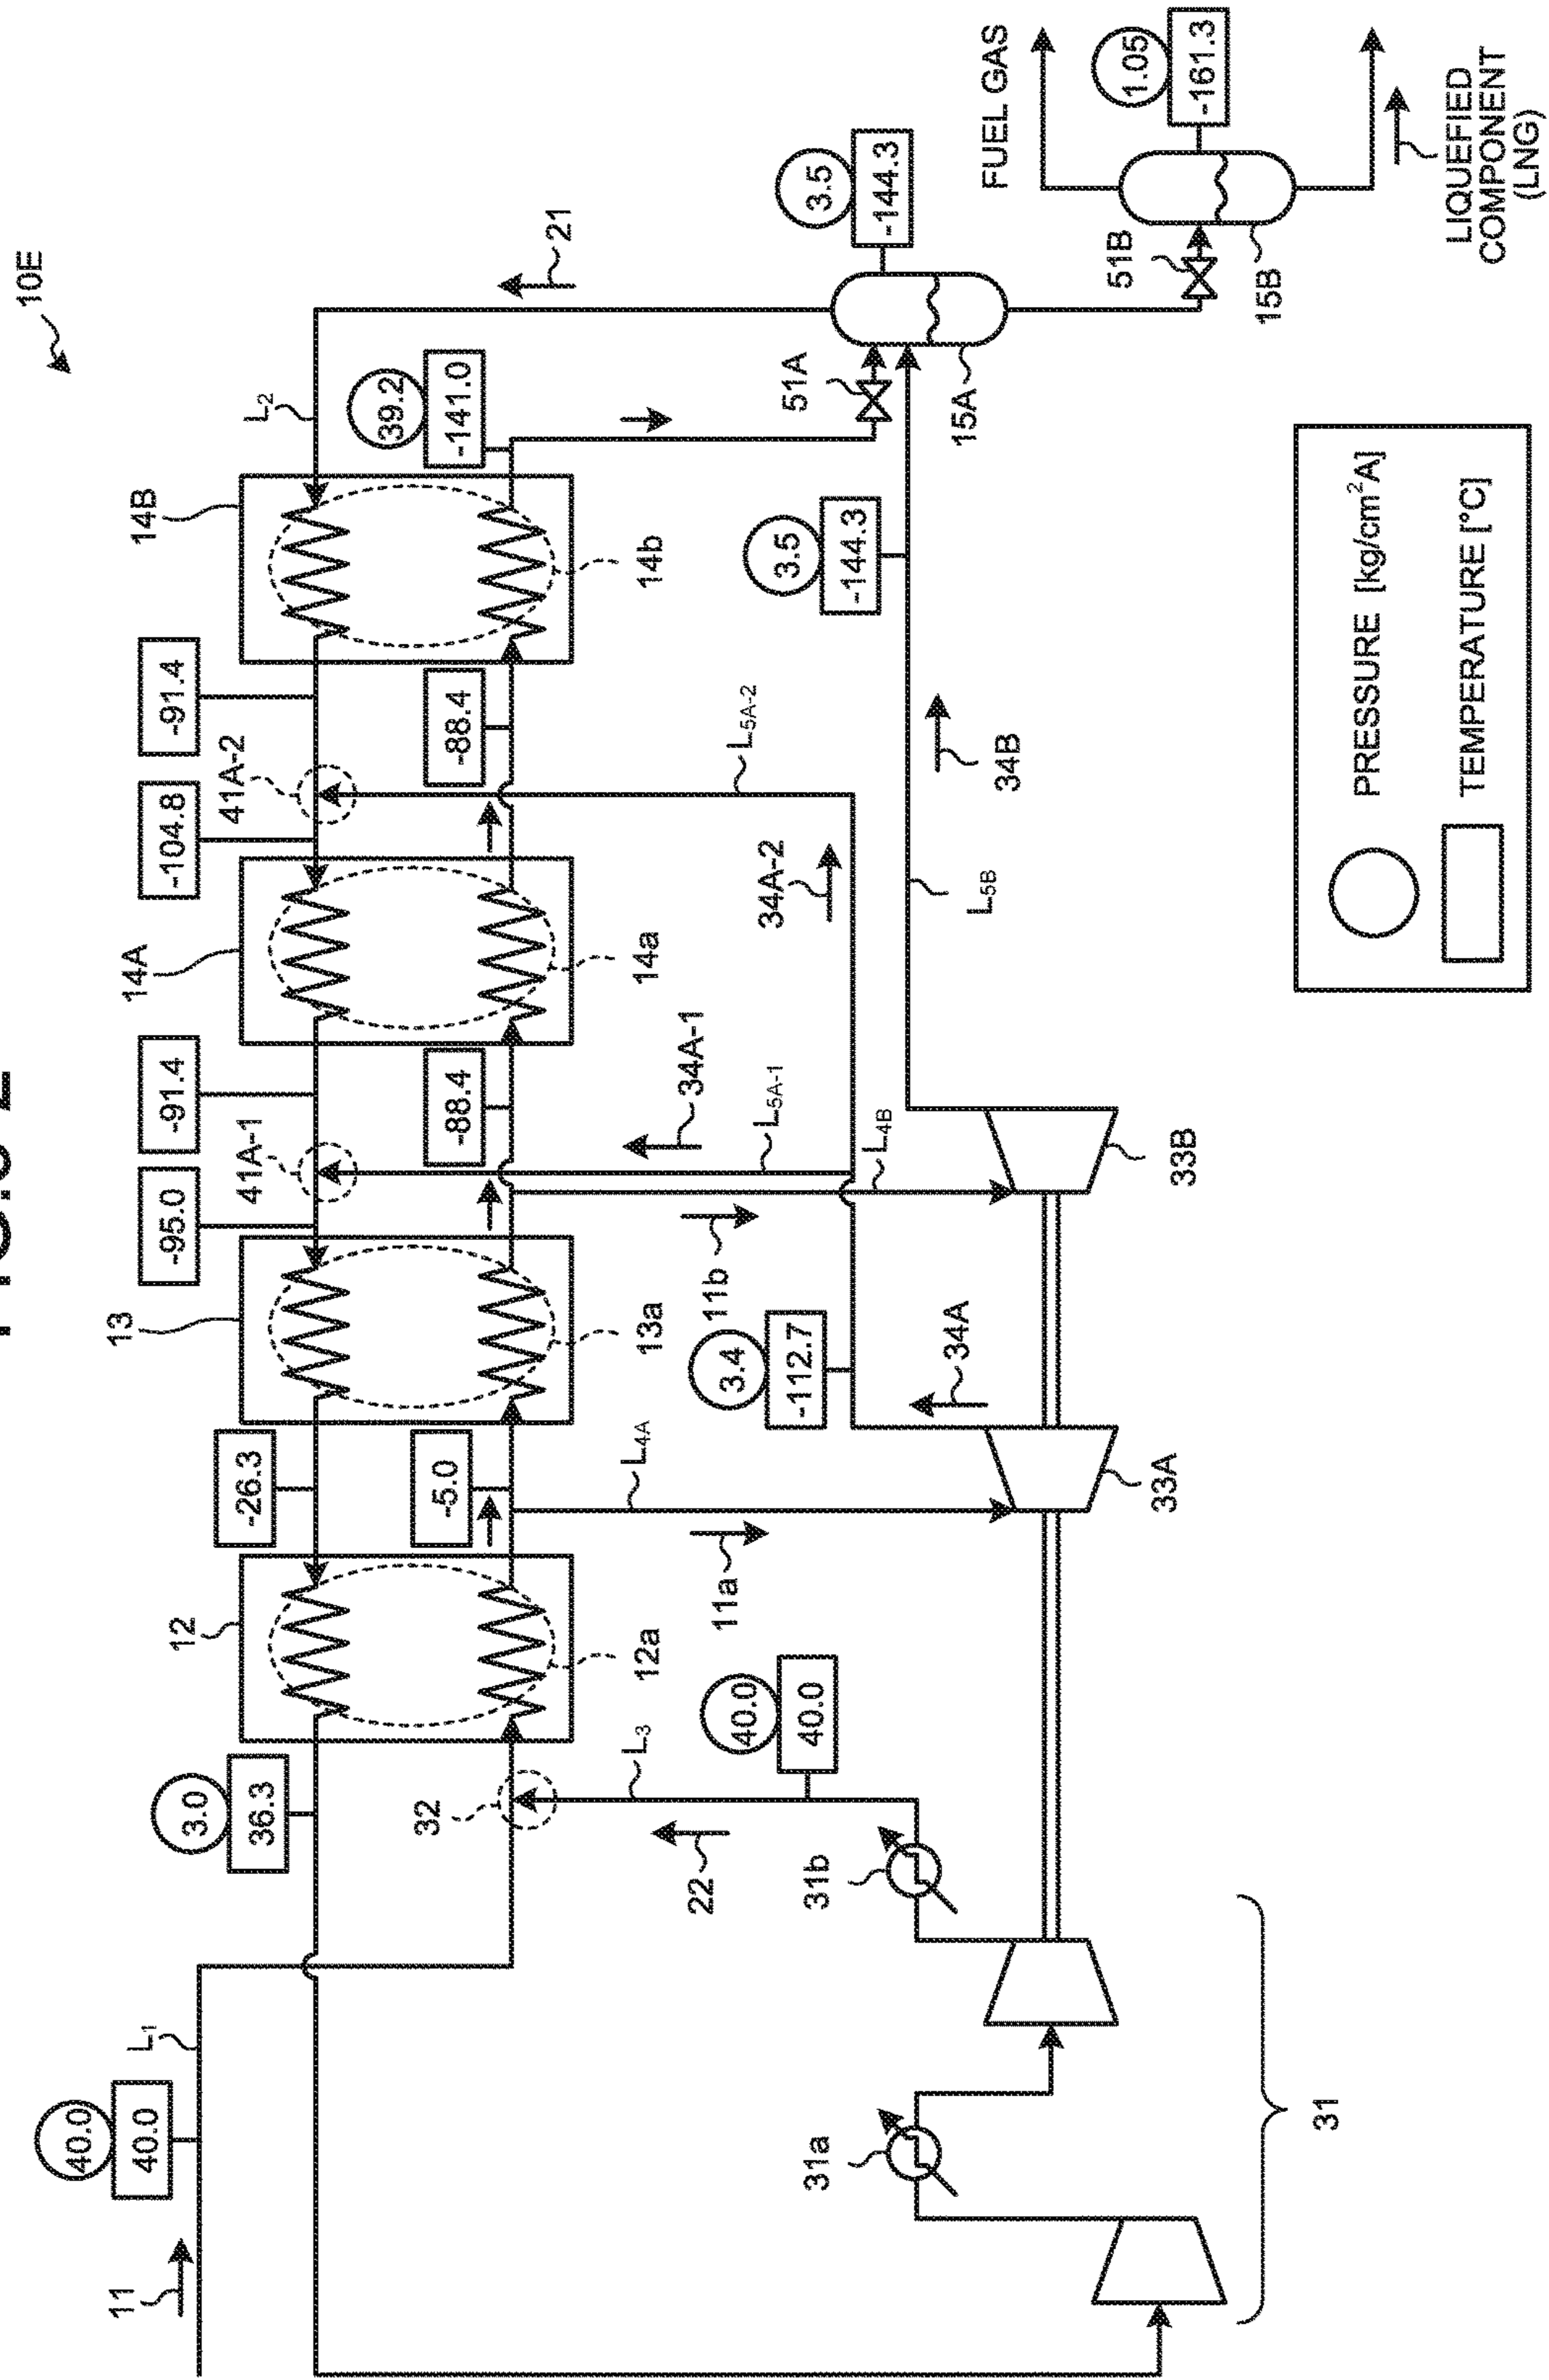 10E
11
40.0
40.0
L1
3.0
36.3
12
12a
32
-26.3
-5.0
13
13a
-95.0
41A-1
-91.4
-88.4
14A
14a
-104.8
41A-2
-91.4
-88.4
14B
14b
L2
39.2
-141.0
21
22
L3
40.0
40.0
11a
L4A
11b
L4B
34A-1
L5A-1
34A-2
L5A-2
3.4
-112.7
34A
3.5
-144.3
34B
L5B
51A
15A
3.5
-144.3
FUEL GAS
1.05
-161.3
51B
15B
LIQUEFIED
COMPONENT
(LNG)
31a
31b
31
33A
33B
PRESSURE [kg/cm²A]
TEMPERATURE [°C]